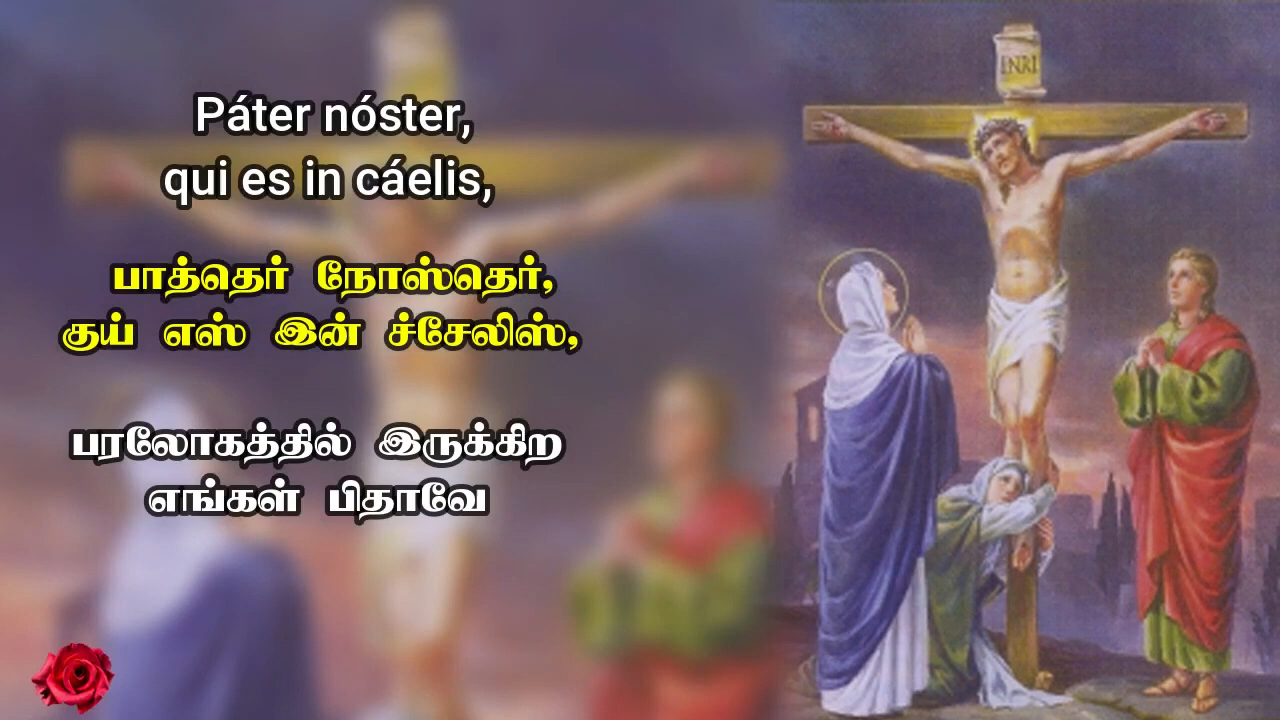 Páter nóster,
qui es in cáelis,
பாத்தெர் நோஸ்தெர்,
குய் எஸ் இன் ச்சேலிஸ்,
பரலோகத்தில் இருக்கிற
எங்கள் பிதாவே
INRI